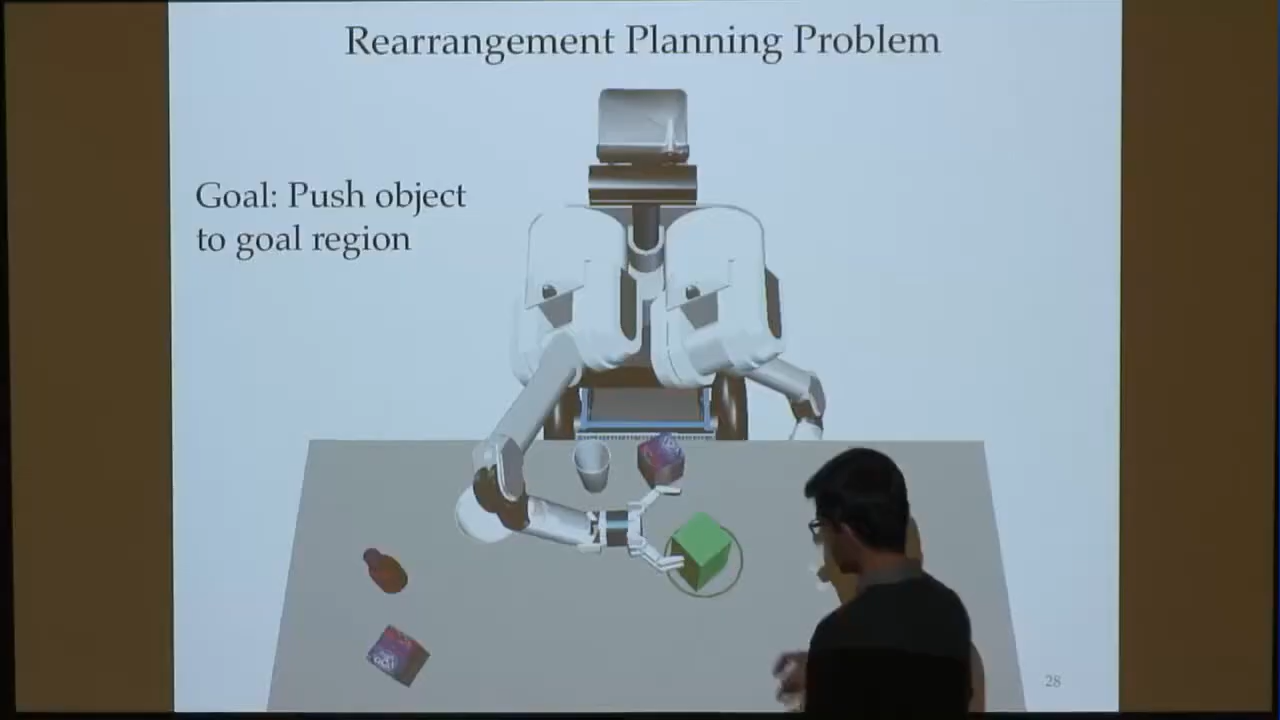 Rearrangement Planning Problem
Goal: Push object
to goal region
28